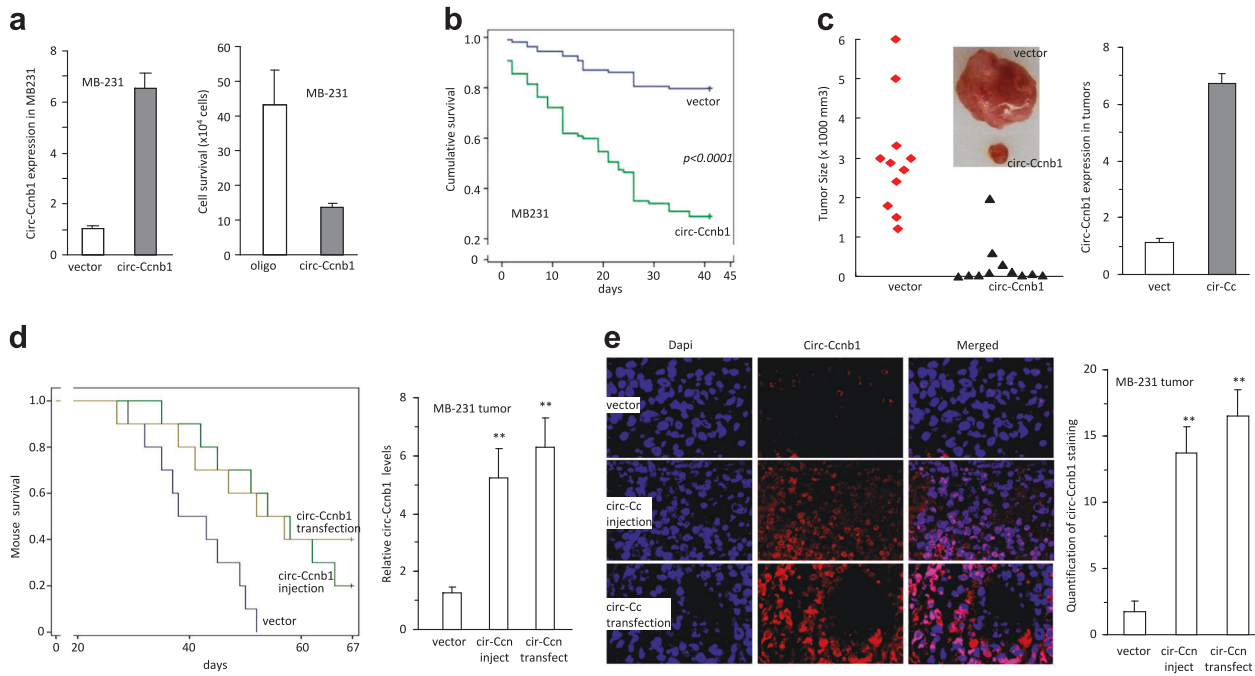 a
Circ-Ccnb1 expression in MB231
8
6
4
2
0
MB-231
vector
circ-Ccnb1
Cell survival (x10⁴ cells)
60
50
40
30
20
10
0
MB-231
oligo
circ-Ccnb1
b
Cumulative survival
1.0
0.8
0.6
0.4
0.2
vector
p<0.0001
MB231
circ-Ccnb1
0
10
20
30
40
45
days
c
Tumor Size (x 1000 mm3)
6
5
4
3
2
1
0
vector
circ-Ccnb1
vector
circ-Ccnb1
Circ-Ccnb1 expression in tumors
8
6
4
2
0
vect
cir-Cc
d
Mouse survival
1.0
0.8
0.6
0.4
0.2
0
circ-Ccnb1
transfection
circ-Ccnb1
injection
vector
0
20
40
60
67
days
Relative circ-Ccnb1 levels
8
6
4
2
0
MB-231 tumor
**
**
vector
cir-Ccn
inject
cir-Ccn
transfect
e
Dapi
Circ-Ccnb1
Merged
vector
circ-Cc
injection
circ-Cc
transfection
Quantification of circ-Ccnb1 staining
20
15
10
5
0
MB-231 tumor
**
**
vector
cir-Ccn
inject
cir-Ccn
transfect